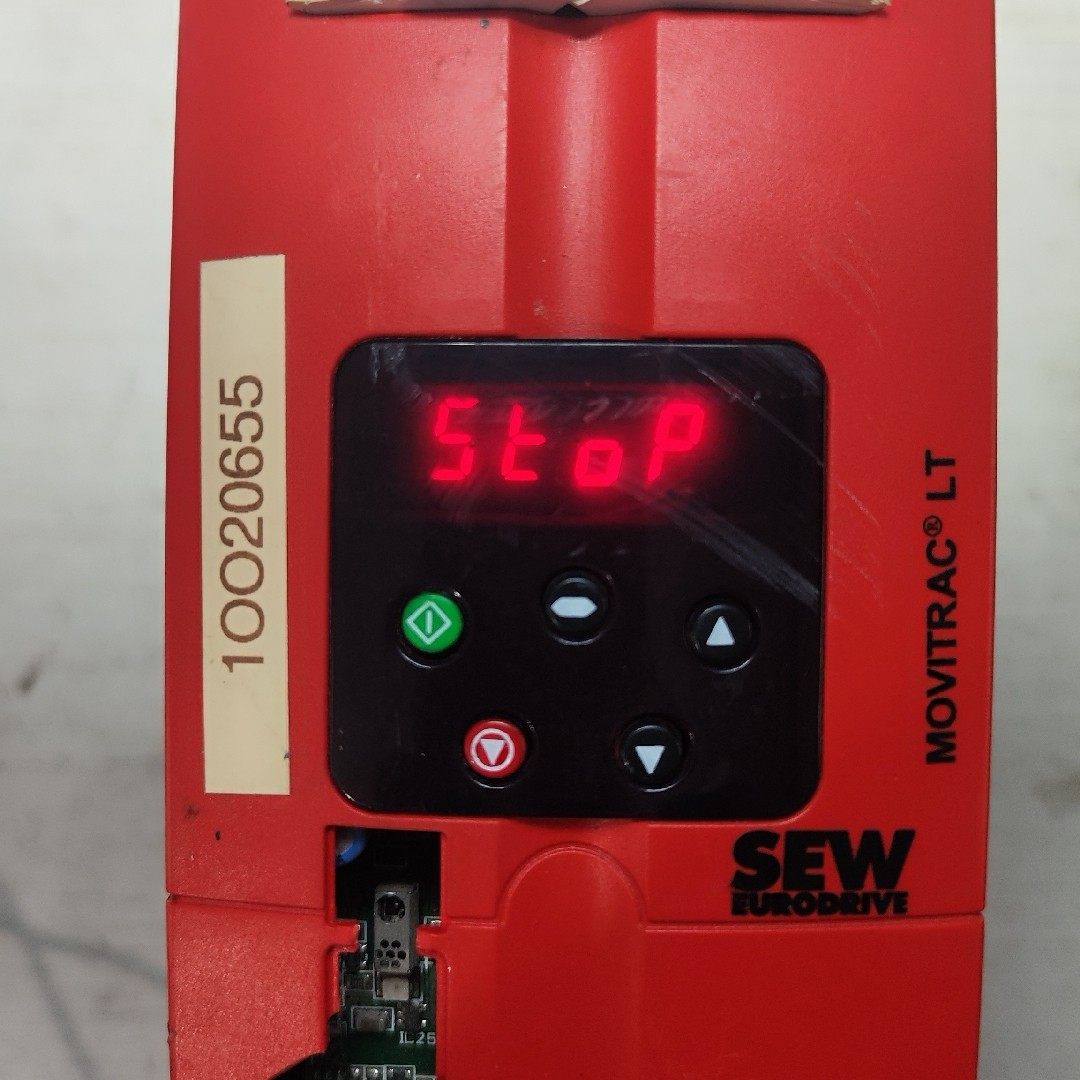 StoP
1OO20655
MOVITRAC® LT
SEW
EURODRIVE